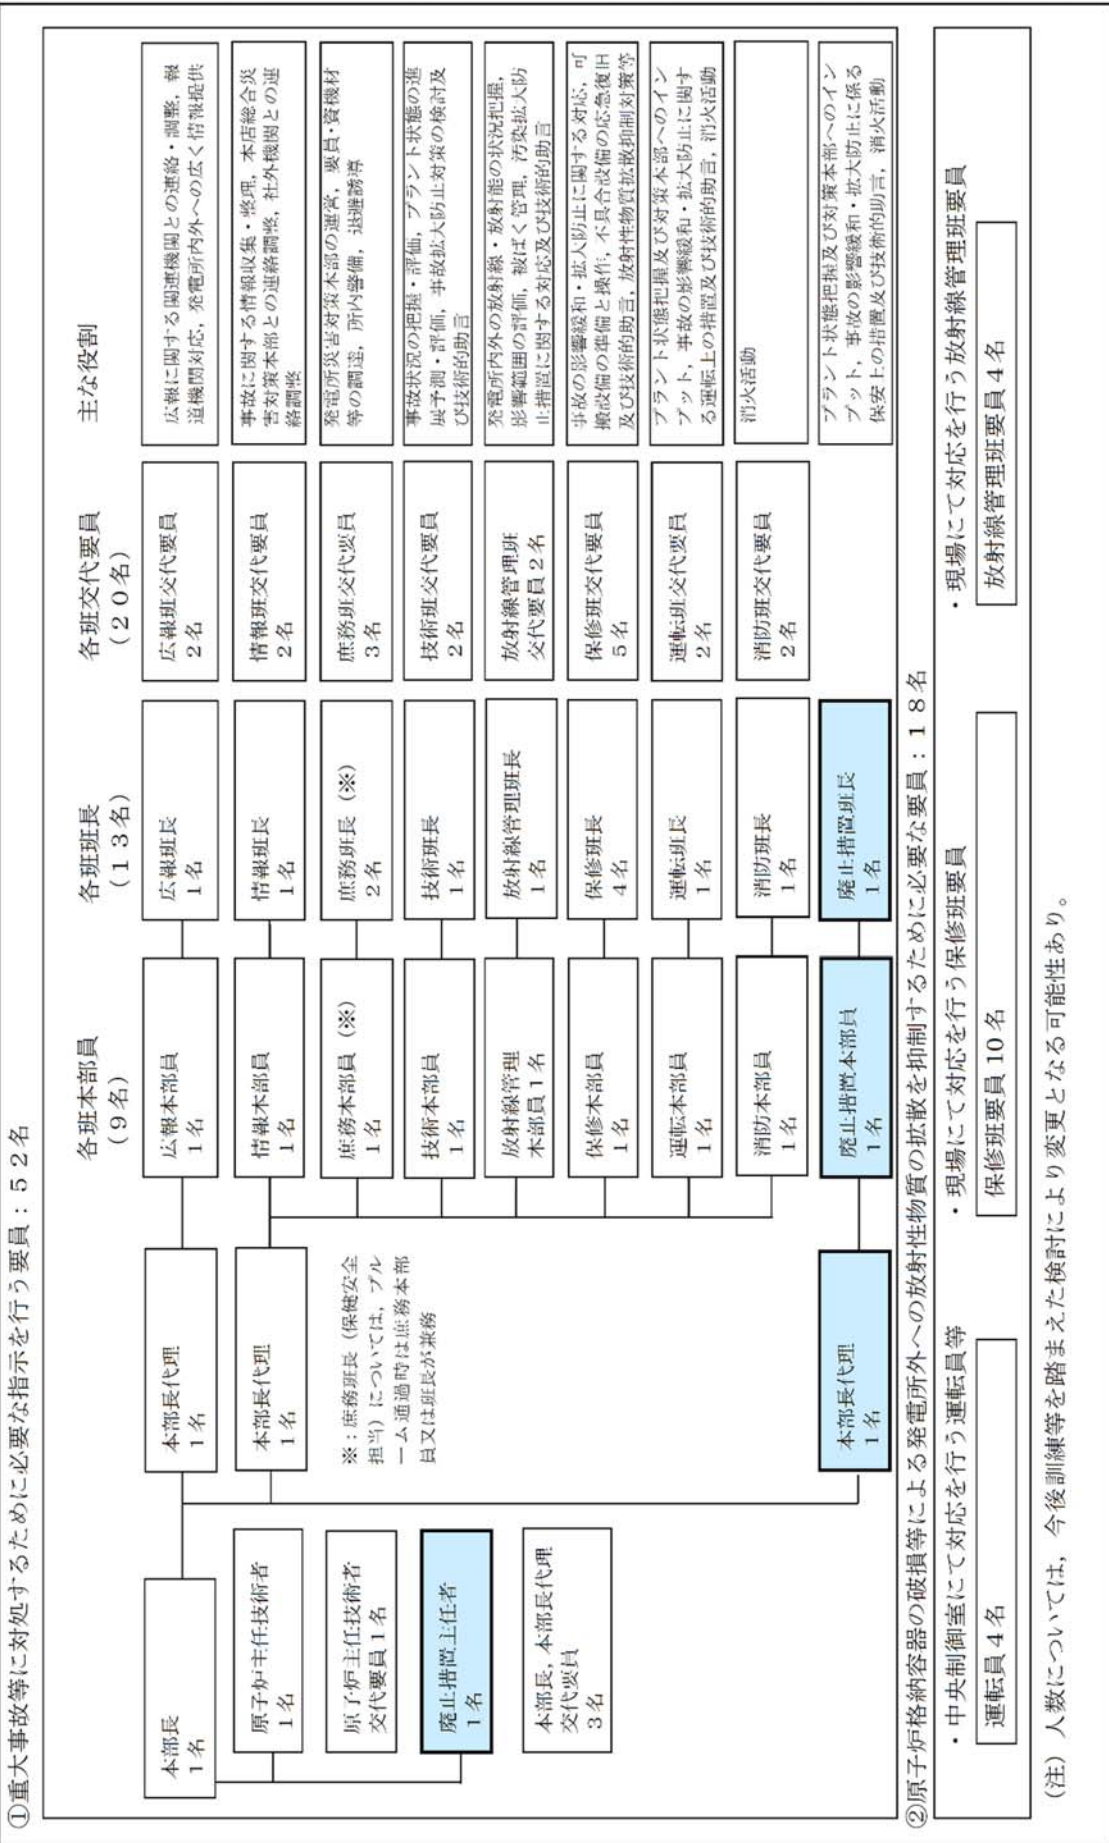 ①重大事故等に対処するために必要な指示を行う要員：５２名
各班本部員
（９名）
各班班長
（１３名）
各班交代要員
（２０名）
主な役割
本部長
１名
原子炉主任技術者
１名
原子炉主任技術者
交代要員１名
廃止措置主任者
１名
本部長，本部長代理
交代要員
３名
本部長代理
１名
本部長代理
１名
※：庶務班長（保健安全
担当）については，プル
ーム通過時は庶務本部
員又は班長が兼務
本部長代理
１名
広報本部員
１名
広報班長
１名
広報班交代要員
２名
広報に関する関連機関との連絡・調整，報
道機関対応，発電所内外への広く情報提供
情報本部員
１名
情報班長
１名
情報班交代要員
２名
事故に関する情報収集・整理，本店総合災
害対策本部との連絡調整，社外機関との連
絡調整
庶務本部員（※）
１名
庶務班長（※）
２名
庶務班交代要員
３名
発電所災害対策本部の運営，要員・資機材
等の調達，所内警備，退避誘導
技術本部員
１名
技術班長
１名
技術班交代要員
２名
事故状況の把握・評価，プラント状態の進
展予測・評価，事故拡大防止対策の検討及
び技術的助言
放射線管理
本部員１名
放射線管理班長
１名
放射線管理班
交代要員２名
発電所内外の放射線・放射能の状況把握，
影響範囲の評価，被ばく管理，汚染拡大防
止措置に関する対応及び技術的助言
保修本部員
１名
保修班長
４名
保修班交代要員
５名
事故の影響緩和・拡大防止に関する対応，可
搬設備の準備と操作，不具合設備の応急復旧
及び技術的助言，放射性物質拡散抑制対策等
運転本部員
１名
運転班長
１名
運転班交代要員
２名
プラント状態把握及び対策本部へのイン
プット，事故の影響緩和・拡大防止に関す
る運転上の措置及び技術的助言，消火活動
消防本部員
１名
消防班長
１名
消防班交代要員
２名
消火活動
廃止措置本部員
１名
廃止措置班長
１名
プラント状態把握及び対策本部へのイン
プット，事故の影響緩和・拡大防止に係る
保安上の措置及び技術的助言，消火活動
②原子炉格納容器の破損等による発電所外への放射性物質の拡散を抑制するために必要な要員：１８名
・中央制御室にて対応を行う運転員等
運転員４名
・現場にて対応を行う保修班要員
保修班要員10名
・現場にて対応を行う放射線管理班要員
放射線管理班要員４名
（注）人数については，今後訓練等を踏まえた検討により変更となる可能性あり。